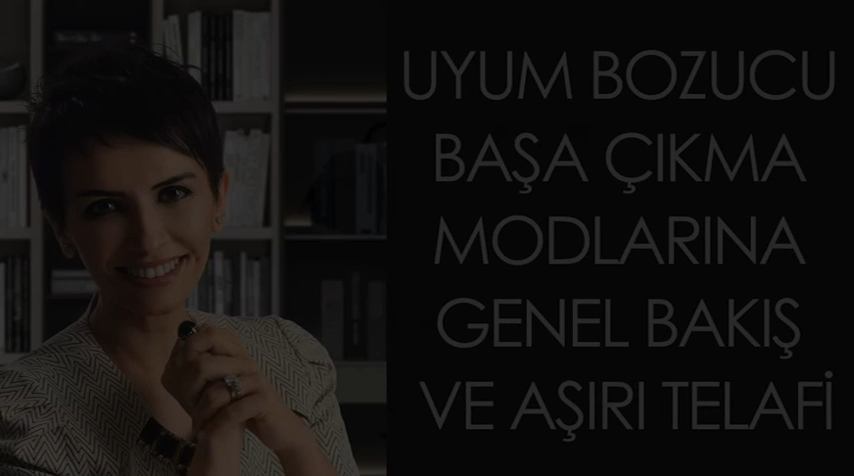 UYUM BOZUCU
BAŞA ÇIKMA
MODLARINA
GENEL BAKIŞ
VE AŞIRI TELAFİ